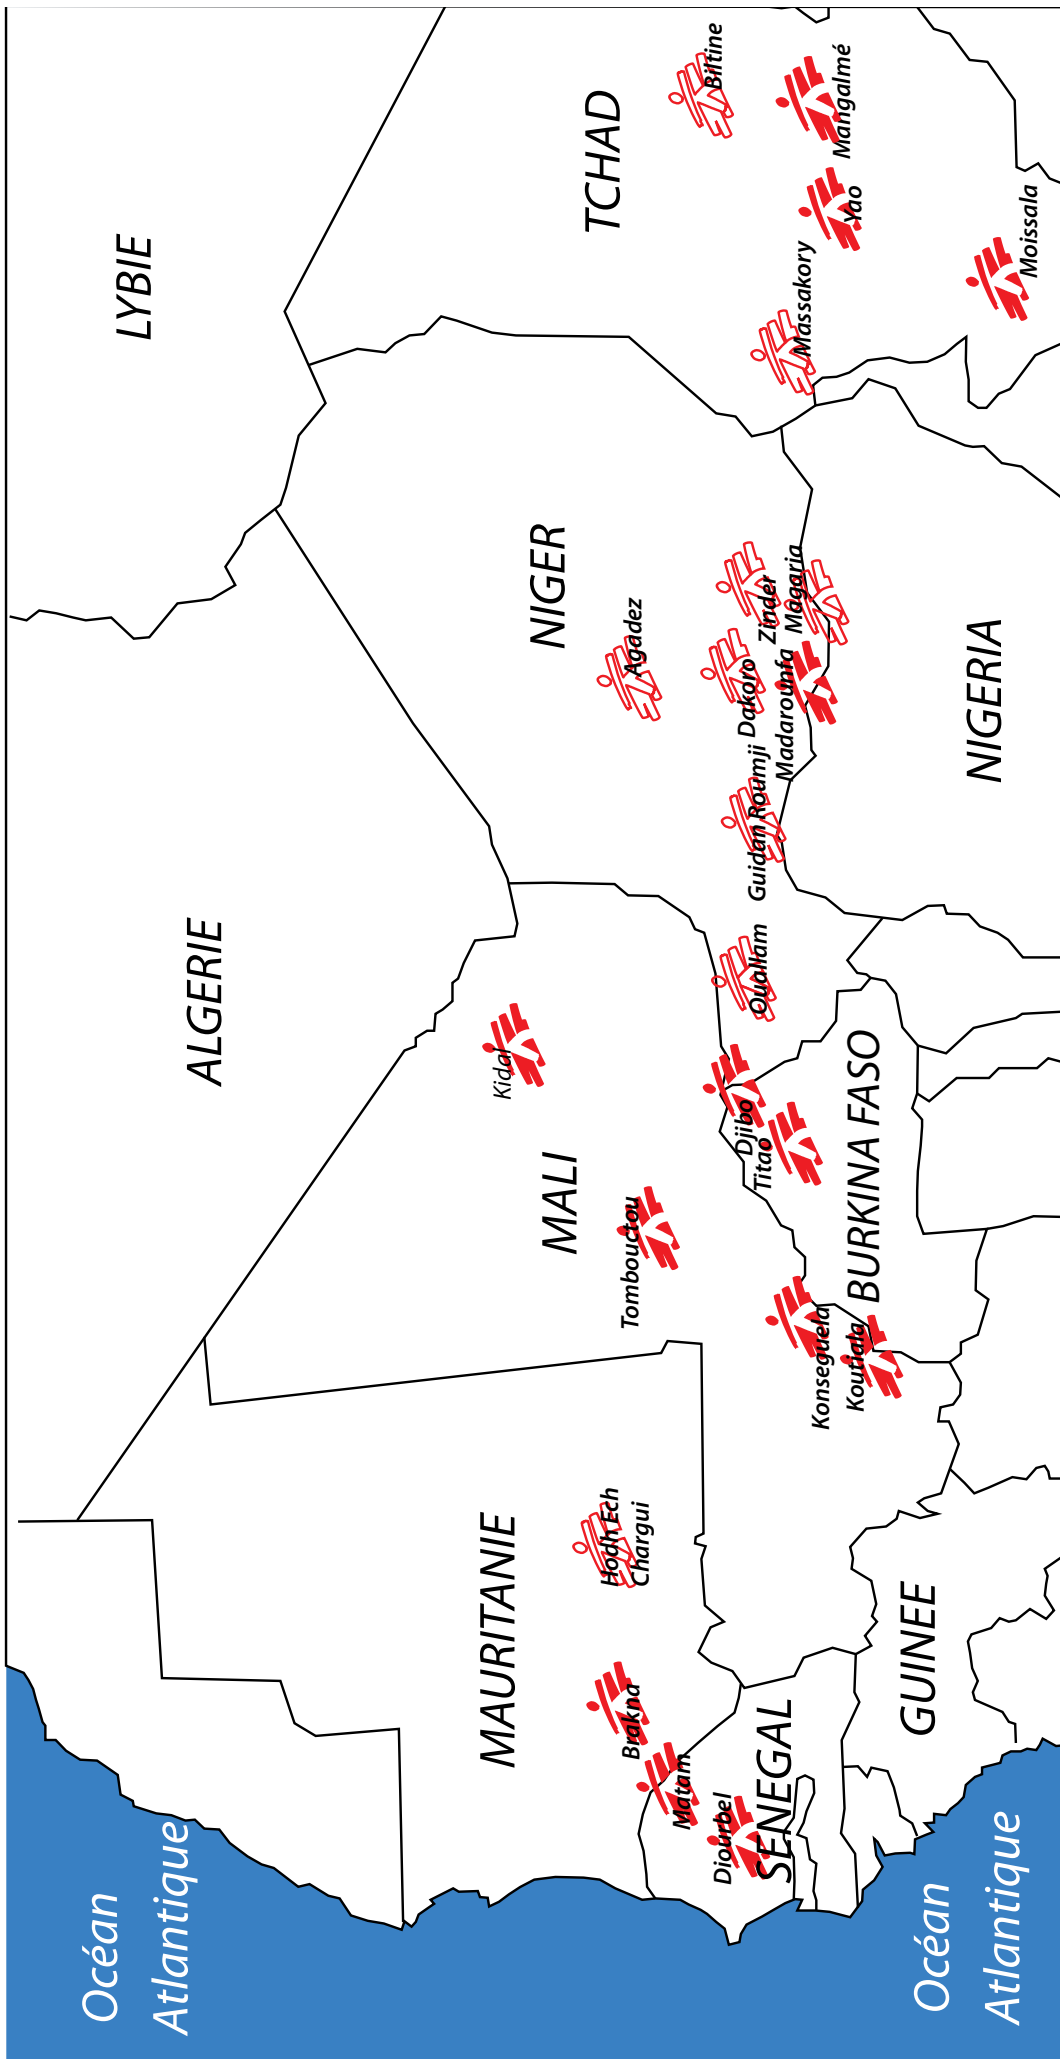 LYBIE
ALGERIE
TCHAD
NIGER
MALI
MAURITANIE
NIGERIA
BURKINA FASO
SENEGAL
GUINEE
Océan
Atlantique
Océan
Atlantique
Biltine
Mangalmé
Yao
Massakory
Moissala
Agadez
Zinder
Magaria
Dakoro
Madarounfa
Guidan Roumji
Ouallam
Kidal
Tombouctou
Djibo
Titao
Konseguela
Koutiala
Hodh Ech
Chargui
Brakna
Matam
Diourbel